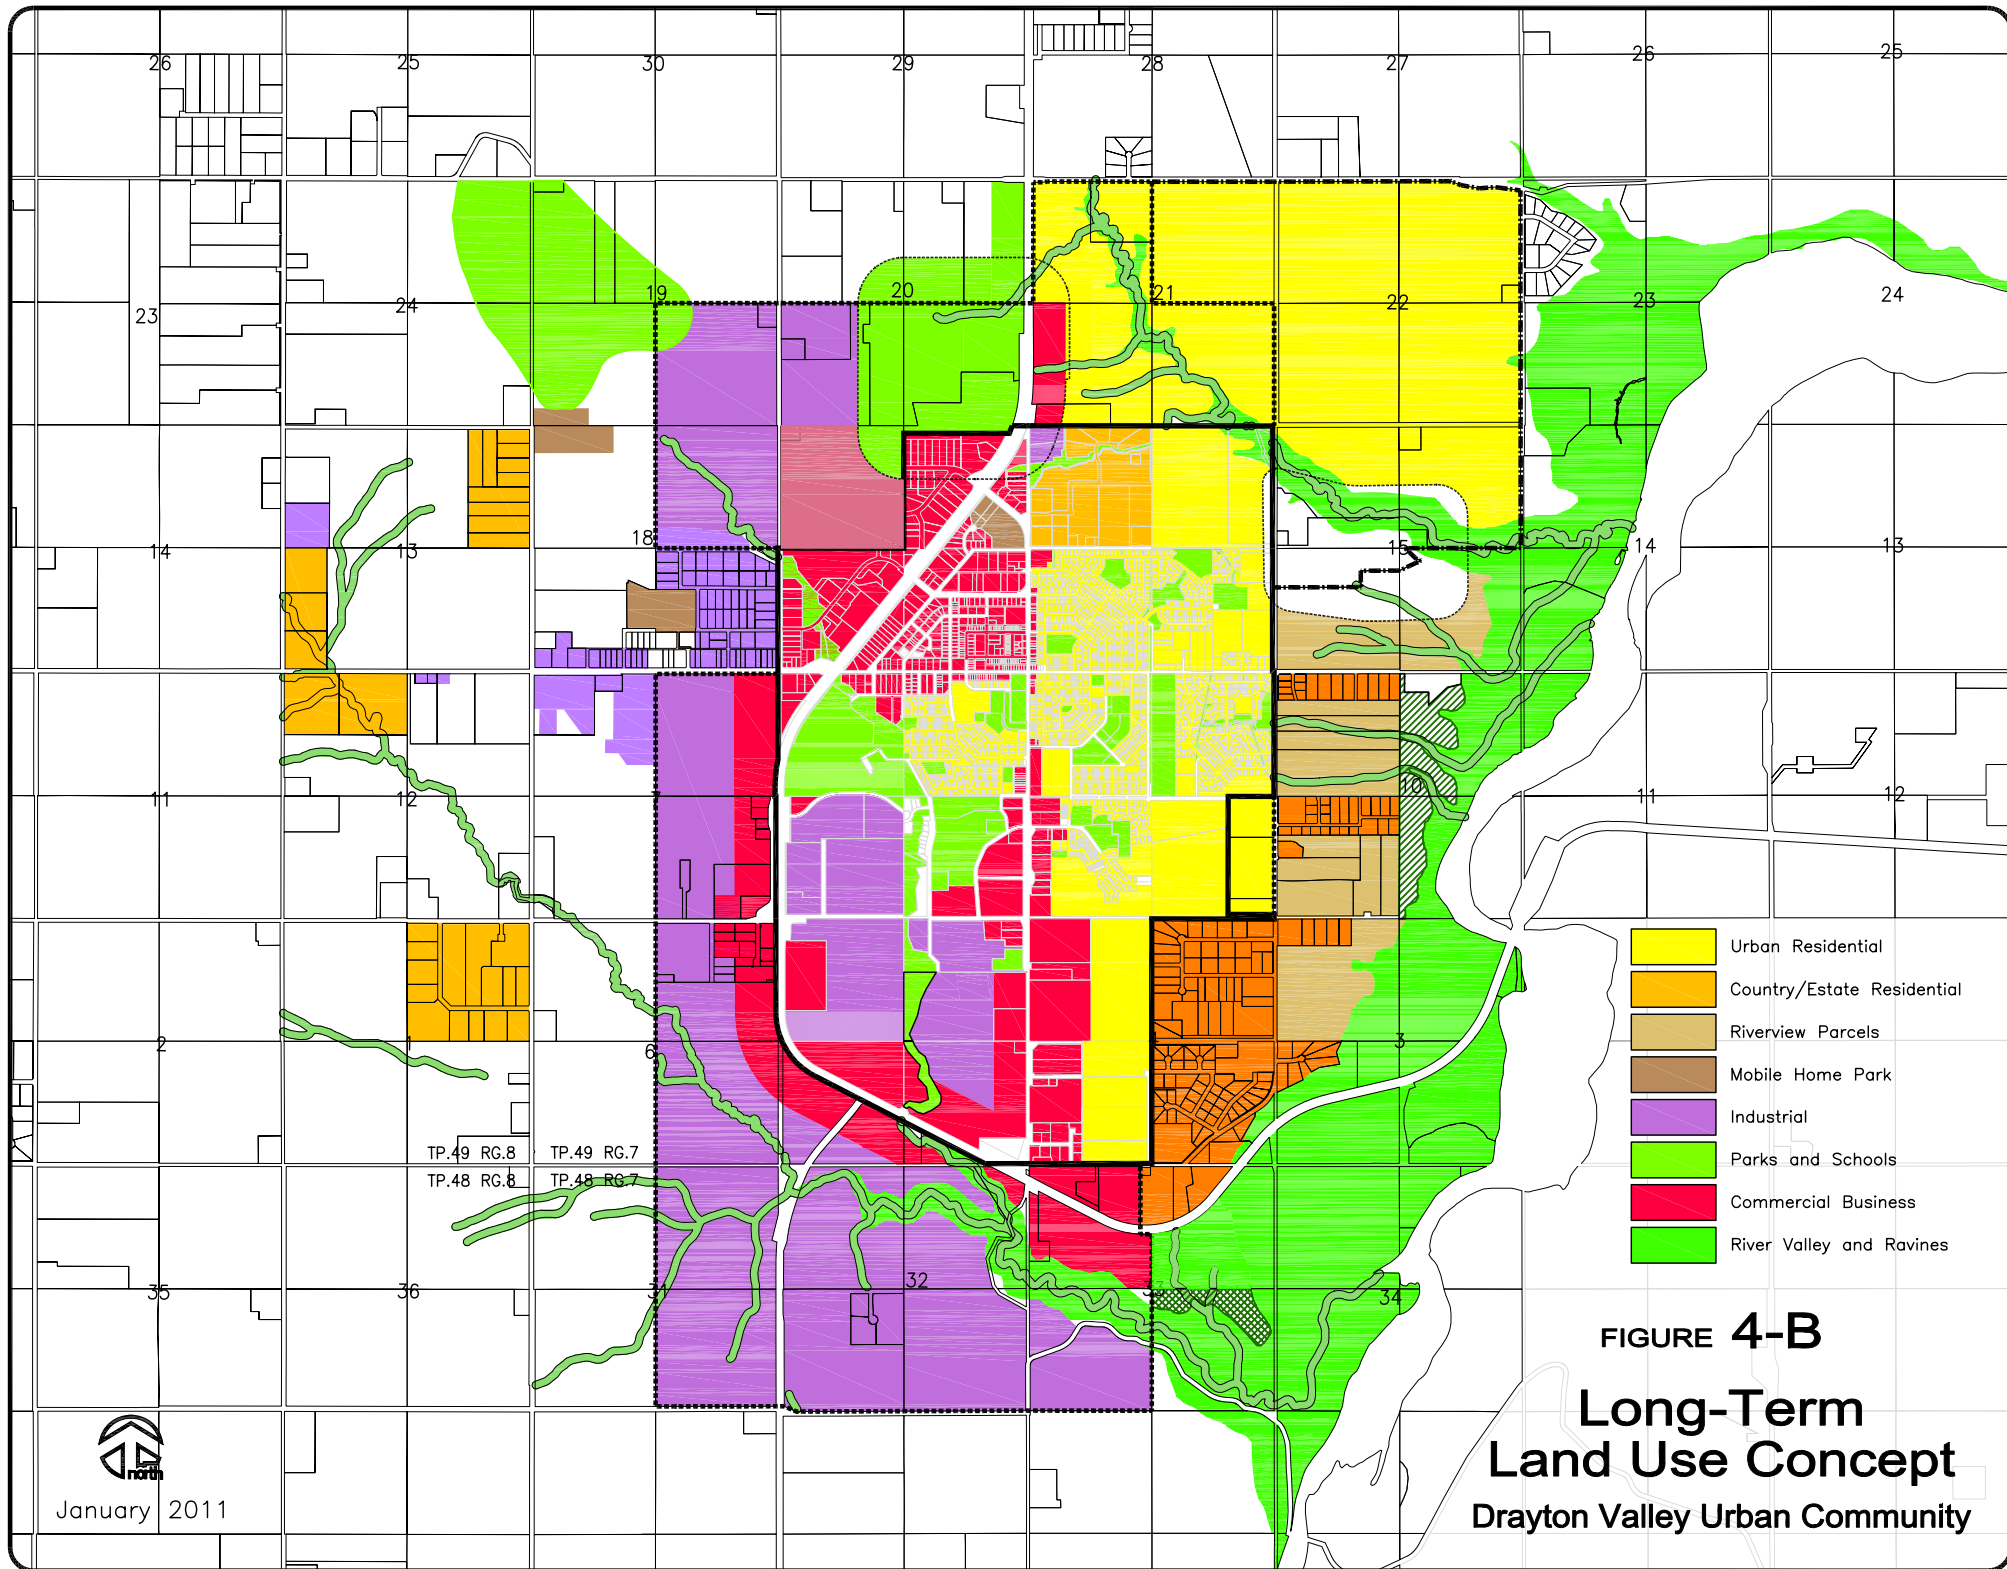 26 25 30 29 28 27 26 25
23 24 19 20 21 22 23 24
14 13 18 15 14 13
11 12 7 10 11 12
2 1 6 4 3
TP.49 RG.8 TP.49 RG.7
TP.48 RG.8 TP.48 RG.7
35 36 31 32 33 34
Urban Residential
Country/Estate Residential
Riverview Parcels
Mobile Home Park
Industrial
Parks and Schools
Commercial Business
River Valley and Ravines
FIGURE 4-B
Long-Term
Land Use Concept
Drayton Valley Urban Community
north
January 2011